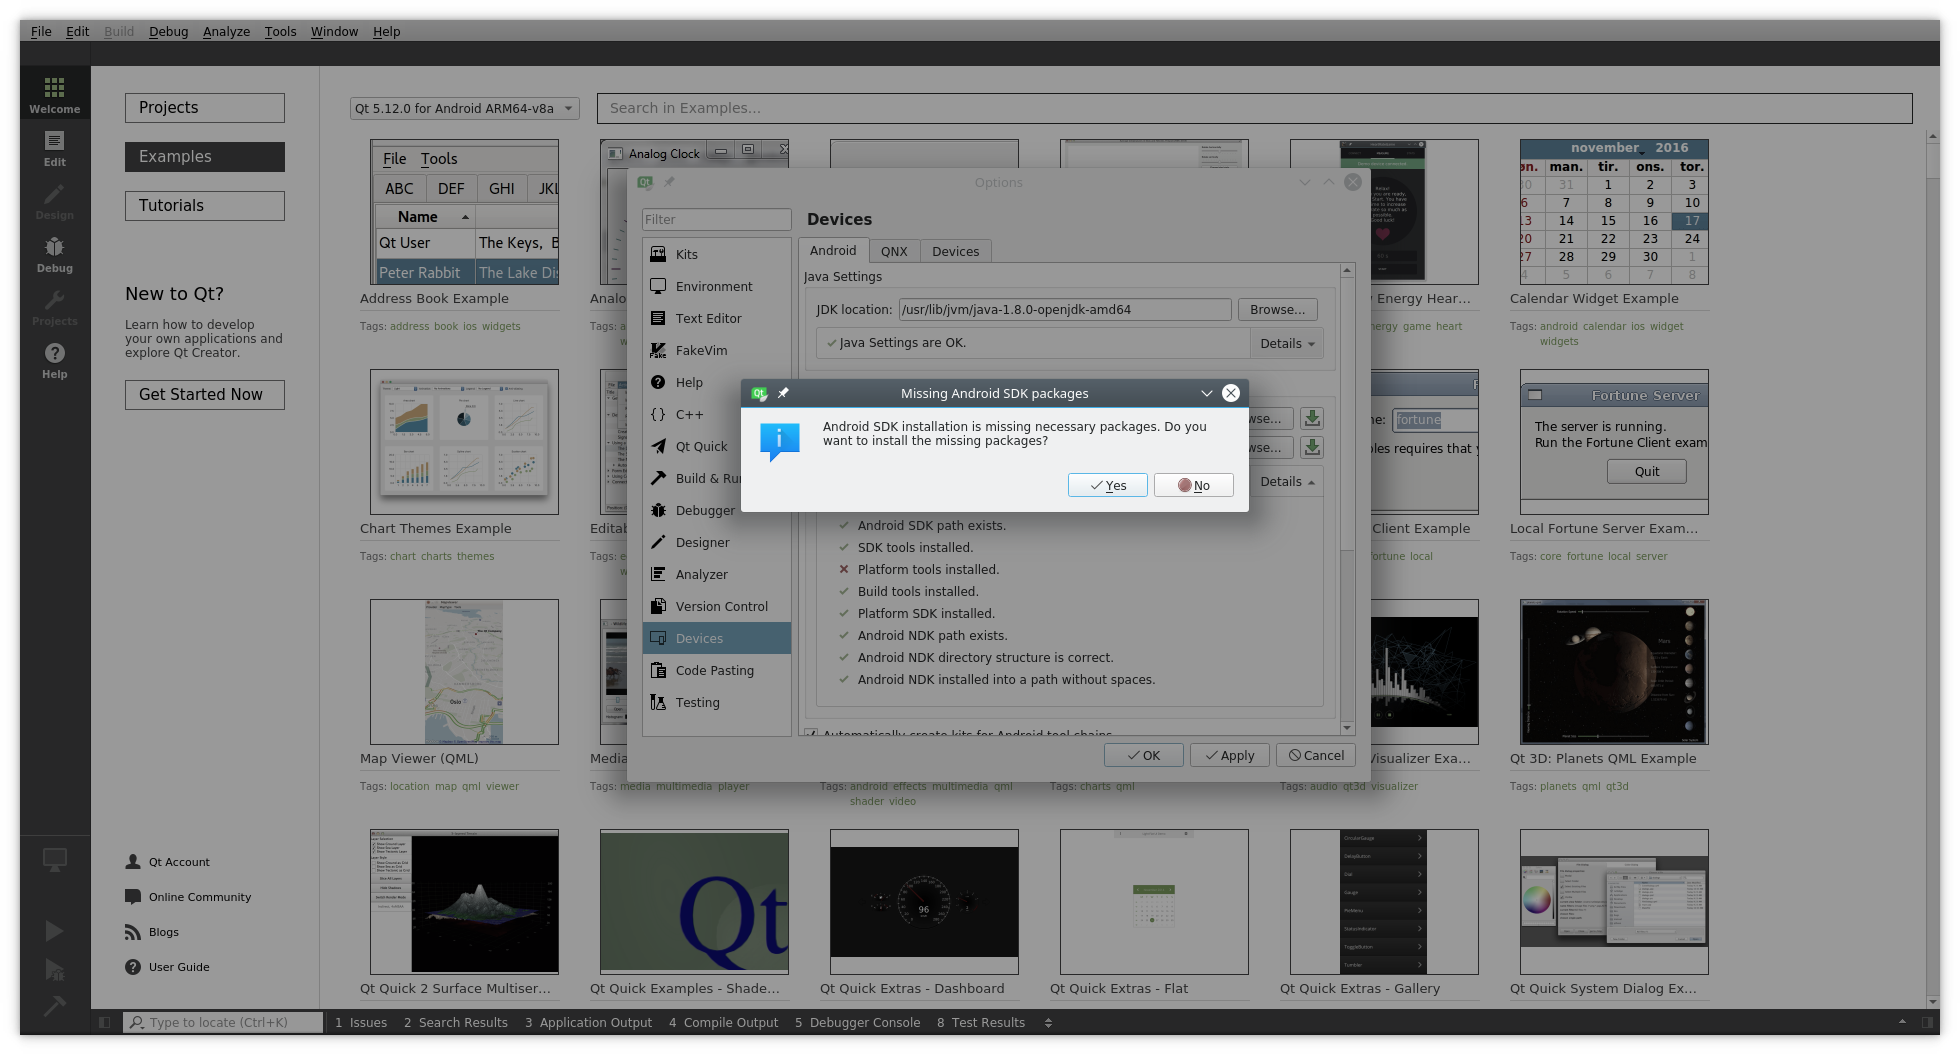 File Edit Build Debug Analyze Tools Window Help
Welcome
Edit
Design
Debug
Projects
Help
Projects
Examples
Tutorials
New to Qt?
Learn how to develop
your own applications and
explore Qt Creator.
Get Started Now
Qt Account
Online Community
Blogs
User Guide
Qt 5.12.0 for Android ARM64-v8a
Search in Examples...
File Tools
ABC DEF GHI JKL
Name
Qt User The Keys, B
Peter Rabbit The Lake Dis
Address Book Example
Tags: address book ios widgets
Analog Clock
november 2016
man. tir. ons. tor.
31 1 2 3
6 7 8 9 10
13 14 15 16 17
20 21 22 23 24
27 28 29 30 1
4 5 6 7 8
Energy Hear...
energy game heart
Calendar Widget Example
Tags: android calendar ios widget
widgets
Options
Filter
Kits
Environment
Text Editor
FakeVim
Help
C++
Qt Quick
Build & Ru
Debugger
Designer
Analyzer
Version Control
Devices
Code Pasting
Testing
Devices
Android QNX Devices
Java Settings
JDK location: /usr/lib/jvm/java-1.8.0-openjdk-amd64 Browse...
Java Settings are OK. Details
Missing Android SDK packages
Android SDK installation is missing necessary packages. Do you
want to install the missing packages?
Yes No
Details
Android SDK path exists.
SDK tools installed.
Platform tools installed.
Build tools installed.
Platform SDK installed.
Android NDK path exists.
Android NDK directory structure is correct.
Android NDK installed into a path without spaces.
Automatically create kits for Android tool chains
OK Apply Cancel
Chart Themes Example
Tags: chart charts themes
fortune
Client Example
fortune local
Fortune Server
The server is running.
Run the Fortune Client exam
Quit
Local Fortune Server Exam...
Tags: core fortune local server
Oslo
Map Viewer (QML)
Tags: location map qml viewer
Media
Tags: media multimedia player
Tags: android effects multimedia qml
shader video
Tags: charts qml
Visualizer Exa...
Tags: audio qt3d visualizer
Mars
Qt 3D: Planets QML Example
Tags: planets qml qt3d
Qt Quick 2 Surface Multiser...
Qt
Qt Quick Examples - Shade...
96
Qt Quick Extras - Dashboard
Qt Quick Extras - Flat
CircularGauge
DelayButton
Dial
Gauge
PieMenu
StatusIndicator
ToggleButton
Tumbler
Qt Quick Extras - Gallery
Qt Quick System Dialog Ex...
Type to locate (Ctrl+K) 1 Issues 2 Search Results 3 Application Output 4 Compile Output 5 Debugger Console 8 Test Results